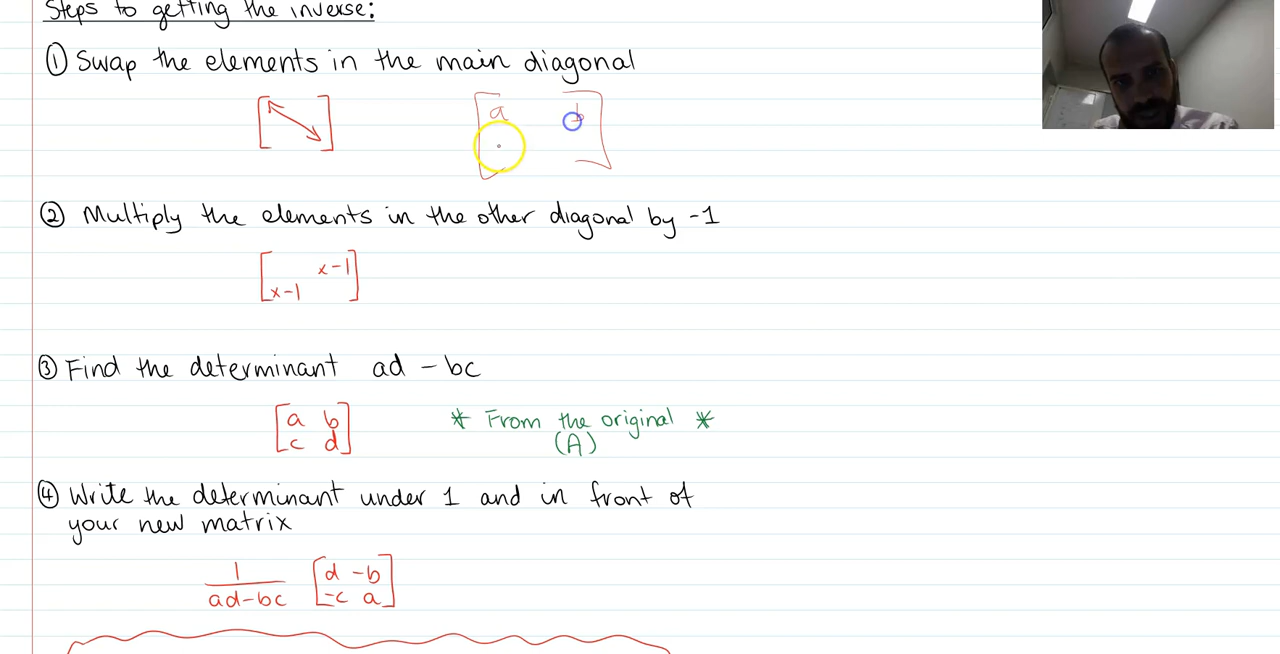 Steps to getting the inverse:
① Swap the elements in the main diagonal
a b
② Multiply the elements in the other diagonal by -1
x-1
x-1
③ Find the determinant ad - bc
a b
c d
* From the original *
(A)
④ Write the determinant under 1 and in front of
your new matrix
1
ad-bc
d -b
-c a